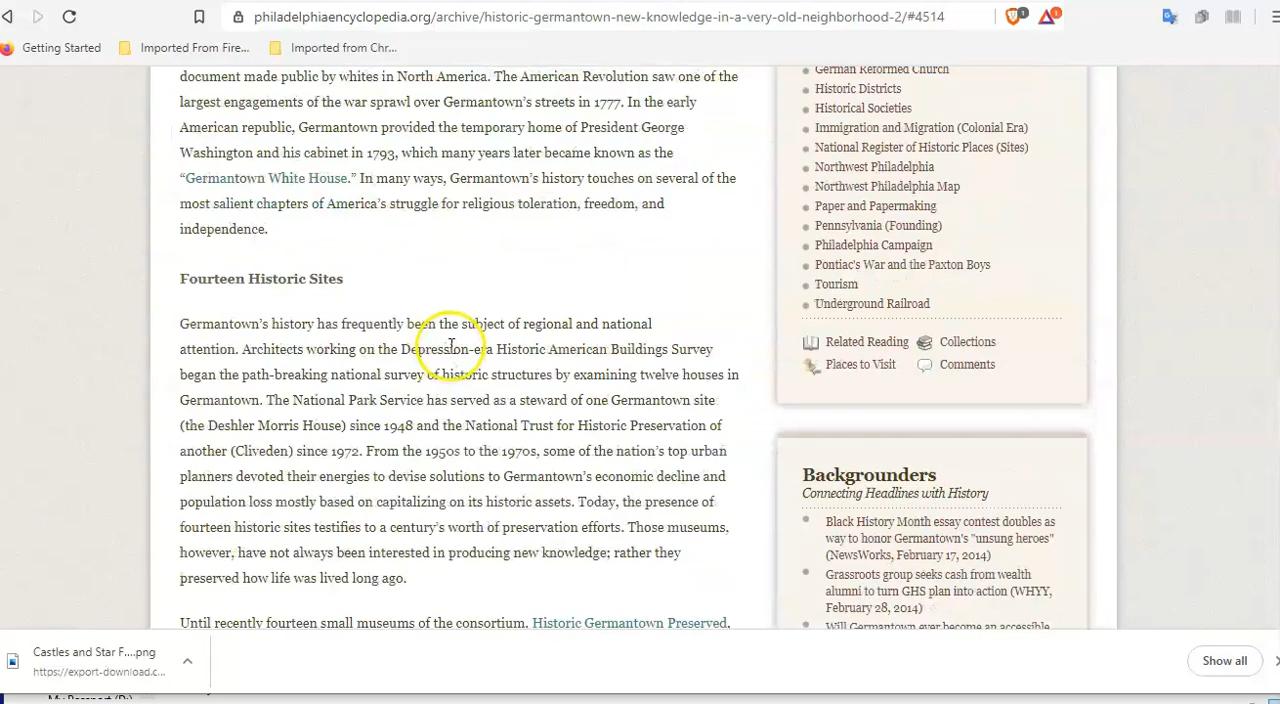 philadelphiaencyclopedia.org/archive/historic-germantown-new-knowledge-in-a-very-old-neighborhood-2/#4514
1
1
Getting Started
Imported From Fire...
Imported from Chr...
document made public by whites in North America. The American Revolution saw one of the
largest engagements of the war sprawl over Germantown's streets in 1777. In the early
American republic, Germantown provided the temporary home of President George
Washington and his cabinet in 1793, which many years later became known as the
"Germantown White House." In many ways, Germantown's history touches on several of the
most salient chapters of America's struggle for religious toleration, freedom, and
independence.
Fourteen Historic Sites
Germantown's history has frequently been the subject of regional and national
attention. Architects working on the Depression-era Historic American Buildings Survey
began the path-breaking national survey of historic structures by examining twelve houses in
Germantown. The National Park Service has served as a steward of one Germantown site
(the Deshler Morris House) since 1948 and the National Trust for Historic Preservation of
another (Cliveden) since 1972. From the 1950s to the 1970s, some of the nation's top urban
planners devoted their energies to devise solutions to Germantown's economic decline and
population loss mostly based on capitalizing on its historic assets. Today, the presence of
fourteen historic sites testifies to a century's worth of preservation efforts. Those museums,
however, have not always been interested in producing new knowledge; rather they
preserved how life was lived long ago.
Until recently fourteen small museums of the consortium, Historic Germantown Preserved,
German Reformed Church
Historic Districts
Historical Societies
Immigration and Migration (Colonial Era)
National Register of Historic Places (Sites)
Northwest Philadelphia
Northwest Philadelphia Map
Paper and Papermaking
Pennsylvania (Founding)
Philadelphia Campaign
Pontiac's War and the Paxton Boys
Tourism
Underground Railroad
Related Reading
Collections
Places to Visit
Comments
Backgrounders
Connecting Headlines with History
Black History Month essay contest doubles as
way to honor Germantown's "unsung heroes"
(NewsWorks, February 17, 2014)
Grassroots group seeks cash from wealth
alumni to turn GHS plan into action (WHYY,
February 28, 2014)
Will Germantown ever become an accessible
Castles and Star F....png
https://export-download.c...
Show all
My Passport (D:)